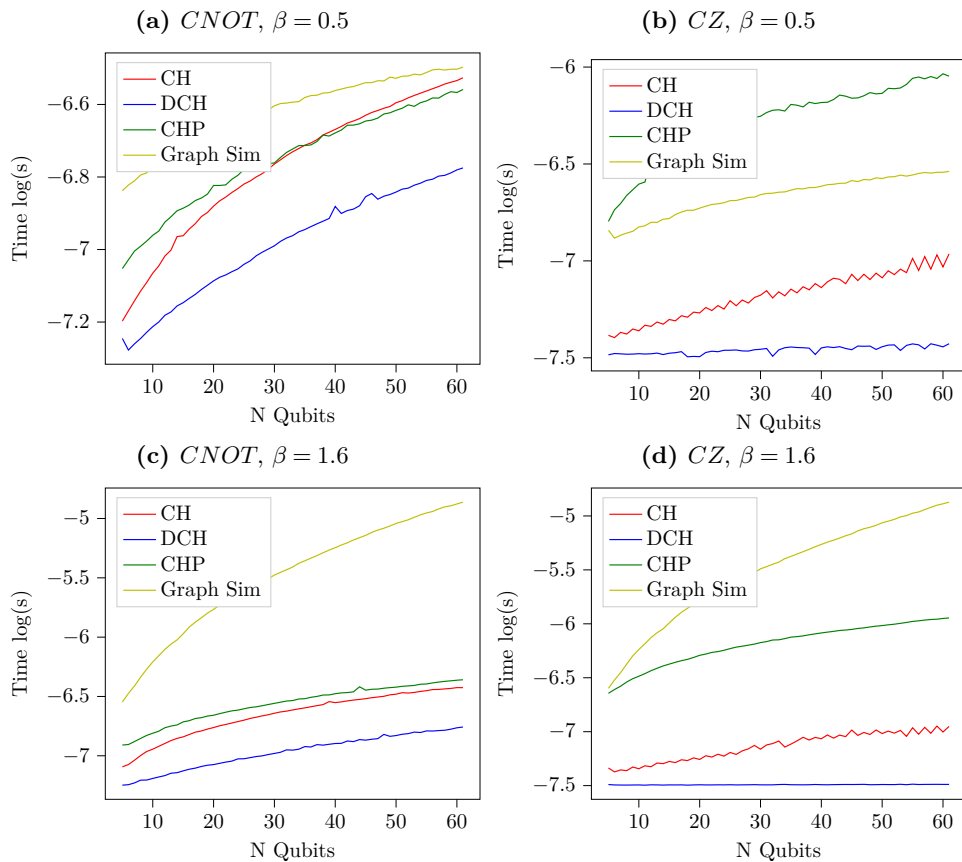 (a) CNOT, β = 0.5
Time log(s)
−6.6
−6.8
−7
−7.2
CH
DCH
CHP
Graph Sim
10 20 30 40 50 60
N Qubits
(b) CZ, β = 0.5
Time log(s)
−6
−6.5
−7
−7.5
CH
DCH
CHP
Graph Sim
10 20 30 40 50 60
N Qubits
(c) CNOT, β = 1.6
Time log(s)
−5
−5.5
−6
−6.5
−7
CH
DCH
CHP
Graph Sim
10 20 30 40 50 60
N Qubits
(d) CZ, β = 1.6
Time log(s)
−5
−5.5
−6
−6.5
−7
−7.5
CH
DCH
CHP
Graph Sim
10 20 30 40 50 60
N Qubits